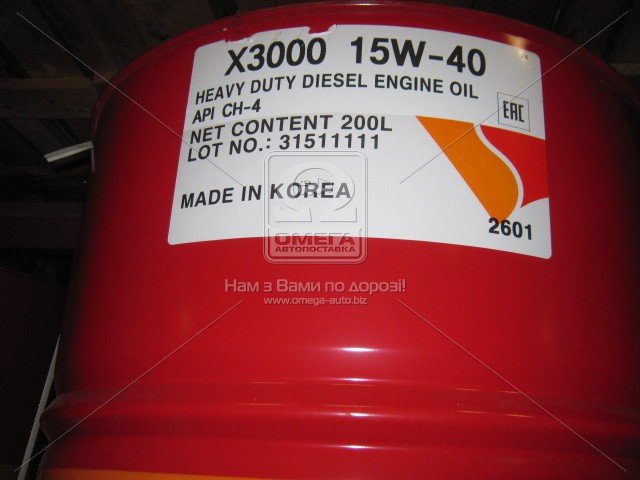 X3000 15W-40
HEAVY DUTY DIESEL ENGINE OIL
API CH-4
NET CONTENT 200L
LOT NO.: 31511111
EAC
MADE IN KOREA
2601
ОМЕГА
АВТОПОСТАВКА
Нам з Вами по дорозі!
www.omega-auto.biz